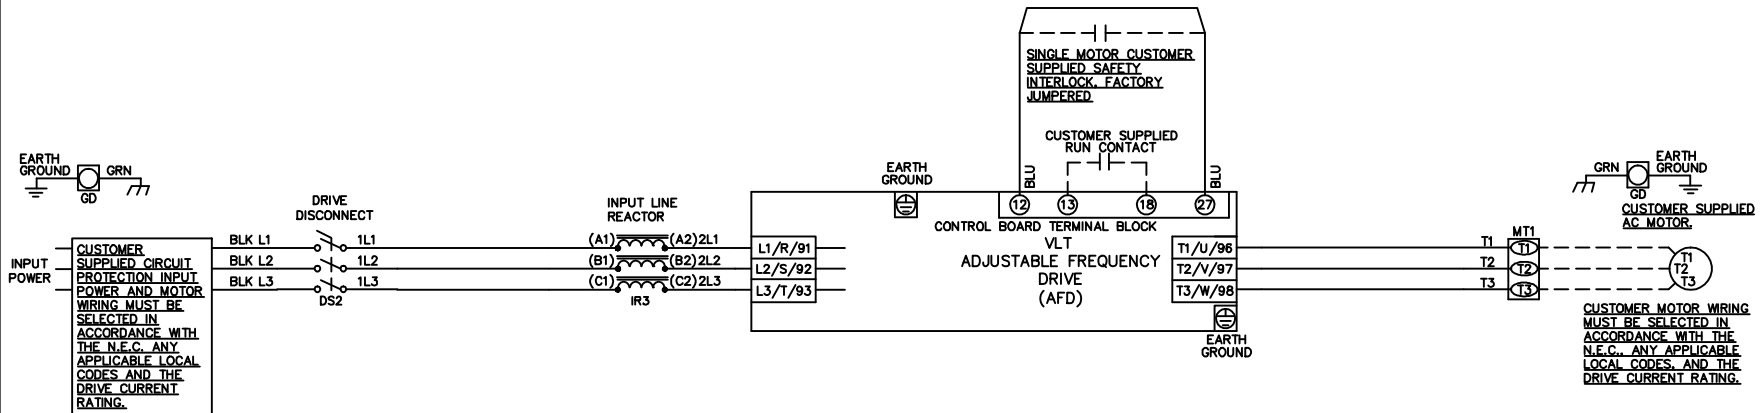 SINGLE MOTOR CUSTOMER
SUPPLIED SAFETY
INTERLOCK, FACTORY
JUMPERED
CUSTOMER SUPPLIED
RUN CONTACT
BLU
BLU
EARTH
GROUND
GRN
GD
EARTH
GROUND
12
13
18
27
CONTROL BOARD TERMINAL BLOCK
VLT
ADJUSTABLE FREQUENCY
DRIVE
(AFD)
DRIVE
DISCONNECT
INPUT LINE
REACTOR
INPUT
POWER
CUSTOMER
SUPPLIED CIRCUIT
PROTECTION INPUT
POWER AND MOTOR
WIRING MUST BE
SELECTED IN
ACCORDANCE WITH
THE N.E.C. ANY
APPLICABLE LOCAL
CODES AND THE
DRIVE CURRENT
RATING.
BLK L1
1L1
(A1)
(A2)2L1
L1/R/91
BLK L2
1L2
(B1)
(B2)2L2
L2/S/92
BLK L3
1L3
(C1)
(C2)2L3
L3/T/93
DS2
IR3
T1/U/96
T2/V/97
T3/W/98
EARTH
GROUND
GRN
GD
EARTH
GROUND
CUSTOMER SUPPLIED
AC MOTOR.
MT1
T1
T1
T1
T2
T2
T2
T3
T3
T3
CUSTOMER MOTOR WIRING
MUST BE SELECTED IN
ACCORDANCE WITH THE
N.E.C., ANY APPLICABLE
LOCAL CODES, AND THE
DRIVE CURRENT RATING.